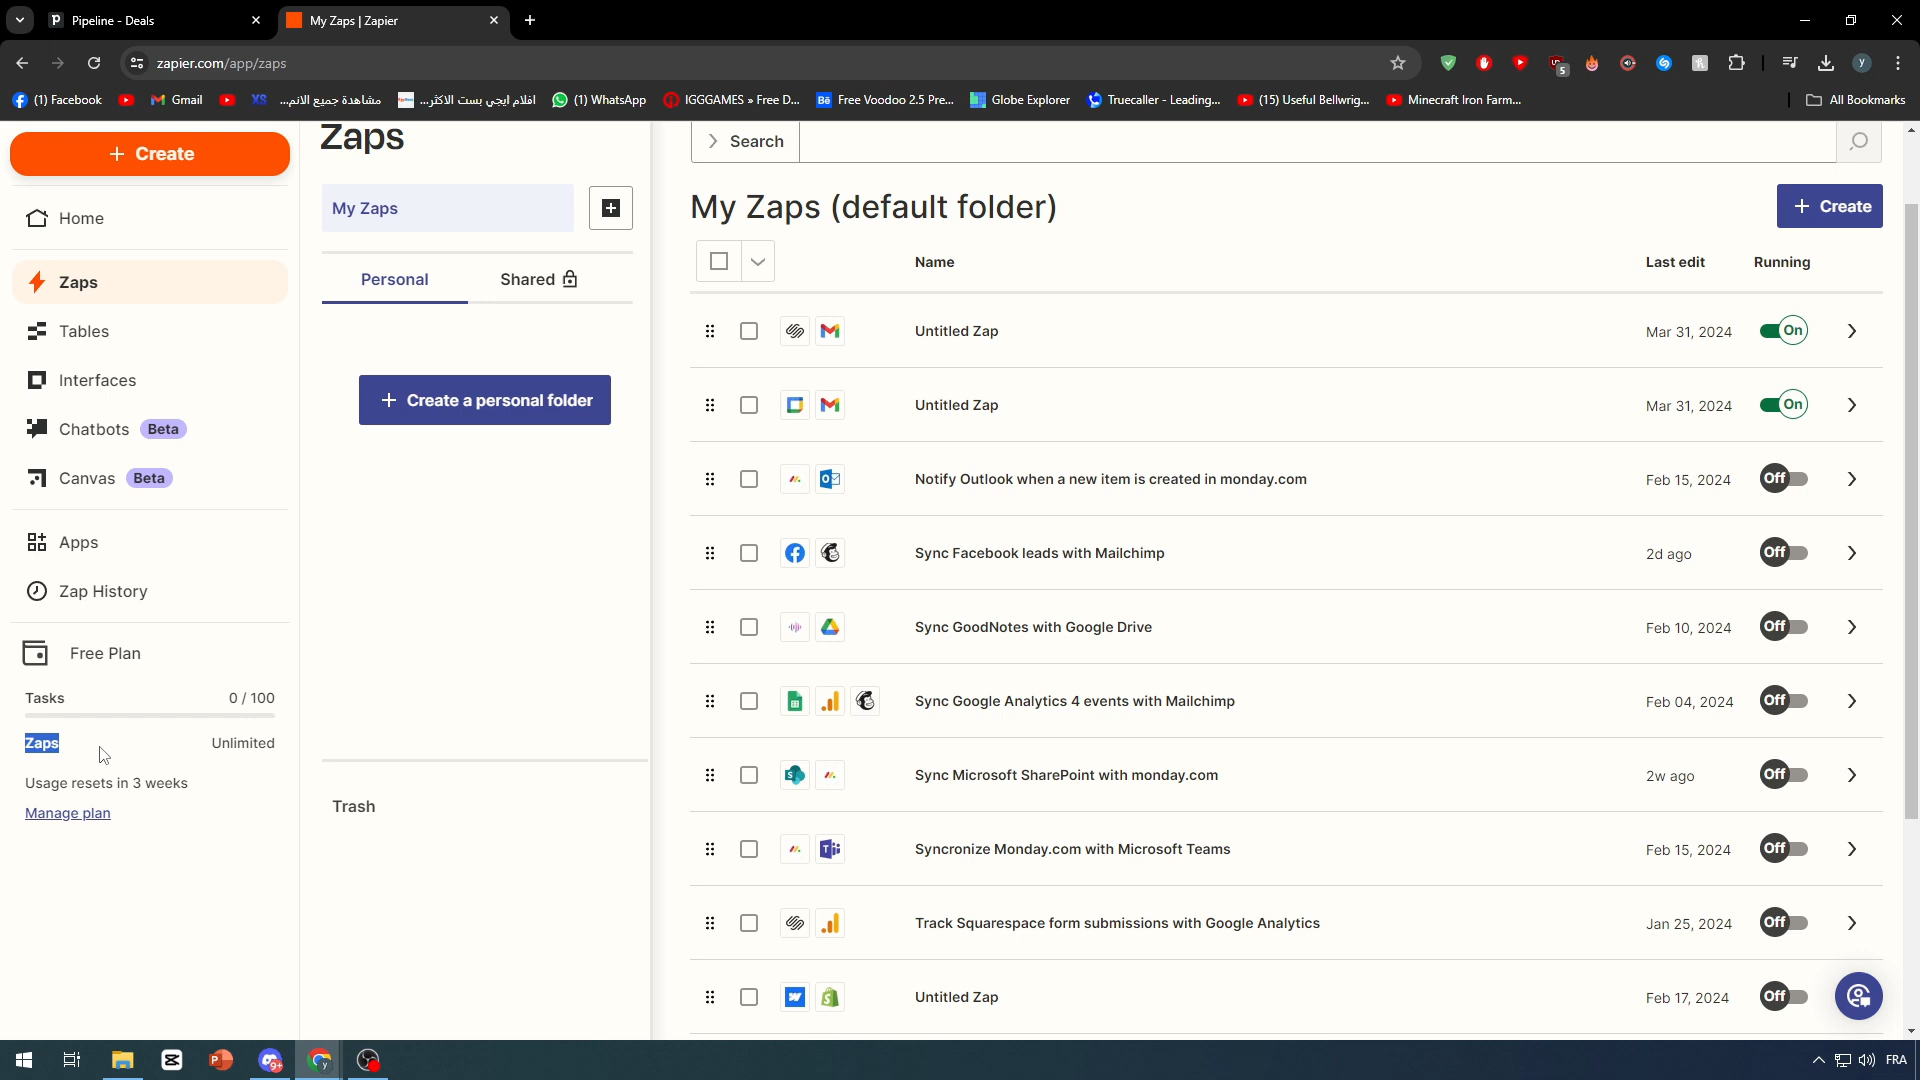 Pipeline - Deals
My Zaps | Zapier
zapier.com/app/zaps
5
y
(1) Facebook
Gmail
XS
مشاهدة جميع الانم...
افلام ايجي بست الاكثر...
(1) WhatsApp
IGGGAMES » Free D...
Bē
Free Voodoo 2.5 Pre...
Globe Explorer
Truecaller - Leading...
(15) Useful Bellwrig...
Minecraft Iron Farm...
All Bookmarks
+ Create
Home
Zaps
Tables
Interfaces
Chatbots Beta
Canvas Beta
Apps
Zap History
Free Plan
Tasks 0 / 100
Zaps Unlimited
Usage resets in 3 weeks
Manage plan
Zaps
My Zaps
Personal Shared
+ Create a personal folder
Trash
Search
My Zaps (default folder)
+ Create
Name Last edit Running
Untitled Zap Mar 31, 2024 On
Untitled Zap Mar 31, 2024 On
Notify Outlook when a new item is created in monday.com Feb 15, 2024 Off
Sync Facebook leads with Mailchimp 2d ago Off
Sync GoodNotes with Google Drive Feb 10, 2024 Off
Sync Google Analytics 4 events with Mailchimp Feb 04, 2024 Off
Sync Microsoft SharePoint with monday.com 2w ago Off
Syncronize Monday.com with Microsoft Teams Feb 15, 2024 Off
Track Squarespace form submissions with Google Analytics Jan 25, 2024 Off
Untitled Zap Feb 17, 2024 Off
9+
FRA